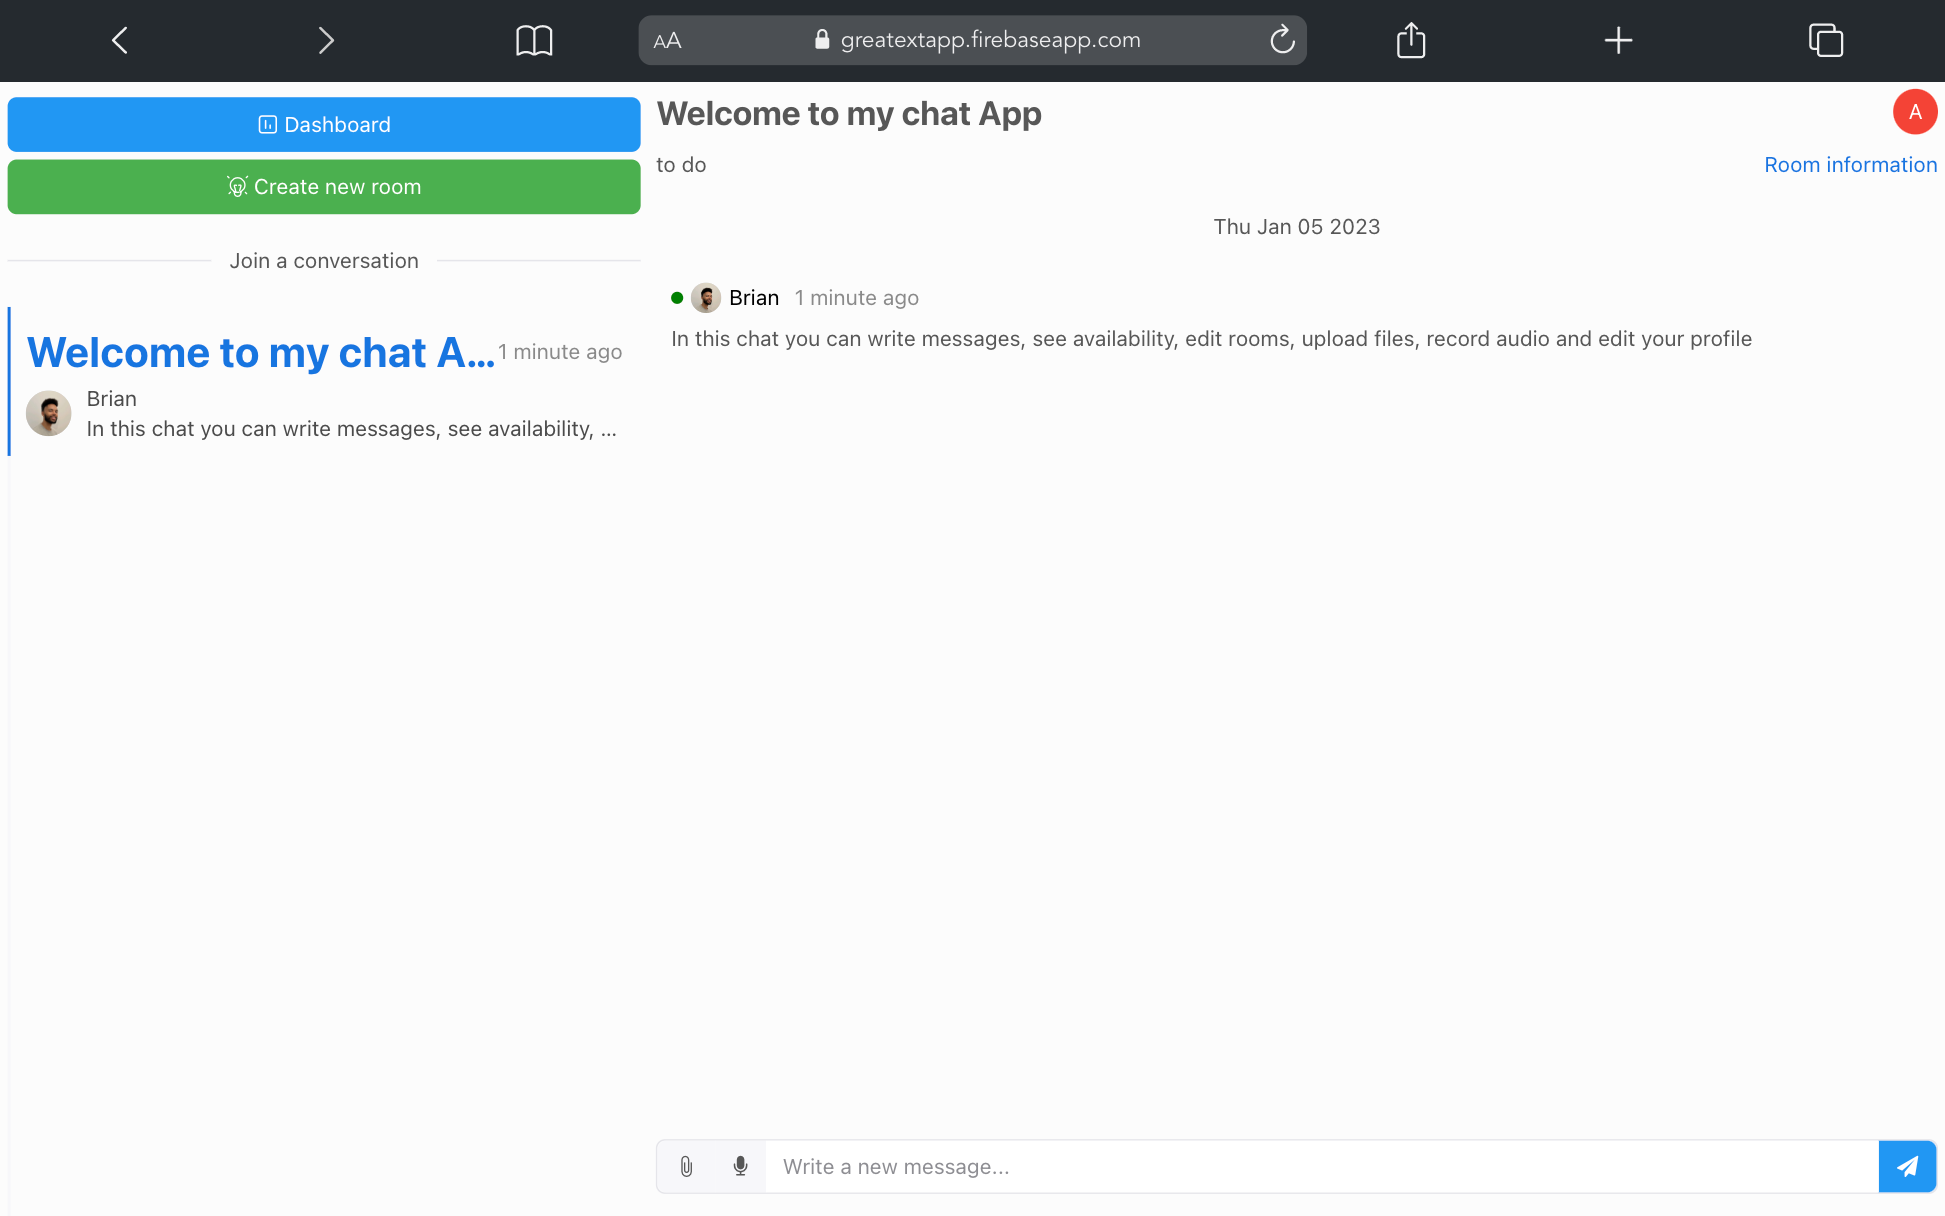 AA greatextapp.firebaseapp.com
Dashboard
Create new room
Join a conversation
Welcome to my chat A... 1 minute ago
Brian
In this chat you can write messages, see availability, ...
Welcome to my chat App
A
to do
Room information
Thu Jan 05 2023
Brian 1 minute ago
In this chat you can write messages, see availability, edit rooms, upload files, record audio and edit your profile
Write a new message...